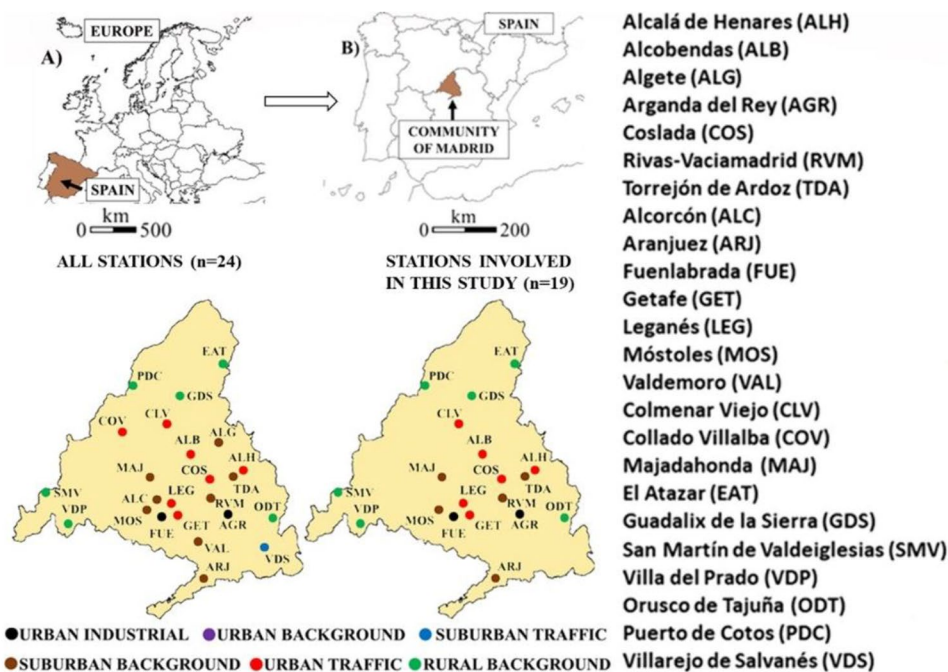 EUROPE
A)
SPAIN
km
0 500
B)
SPAIN
COMMUNITY
OF MADRID
km
0 200
ALL STATIONS (n=24)
STATIONS INVOLVED
IN THIS STUDY (n=19)
EAT
PDC
GDS
COV
CLV
ALB
ALG
ALH
COS
MAJ
TDA
SMV
ALC
LEG
RVM
ODT
VDP
MOS
FUE
GET
AGR
VAL
VDS
ARJ
EAT
PDC
GDS
CLV
ALB
ALH
COS
MAJ
TDA
SMV
LEG
RVM
ODT
VDP
MOS
FUE
GET
AGR
ARJ
URBAN INDUSTRIAL
URBAN BACKGROUND
SUBURBAN TRAFFIC
SUBURBAN BACKGROUND
URBAN TRAFFIC
RURAL BACKGROUND
Alcalá de Henares (ALH)
Alcobendas (ALB)
Algete (ALG)
Arganda del Rey (AGR)
Coslada (COS)
Rivas-Vaciamadrid (RVM)
Torrejón de Ardoz (TDA)
Alcorcón (ALC)
Aranjuez (ARJ)
Fuenlabrada (FUE)
Getafe (GET)
Leganés (LEG)
Móstoles (MOS)
Valdemoro (VAL)
Colmenar Viejo (CLV)
Collado Villalba (COV)
Majadahonda (MAJ)
El Atazar (EAT)
Guadalix de la Sierra (GDS)
San Martín de Valdeiglesias (SMV)
Villa del Prado (VDP)
Orusco de Tajuña (ODT)
Puerto de Cotos (PDC)
Villarejo de Salvanés (VDS)